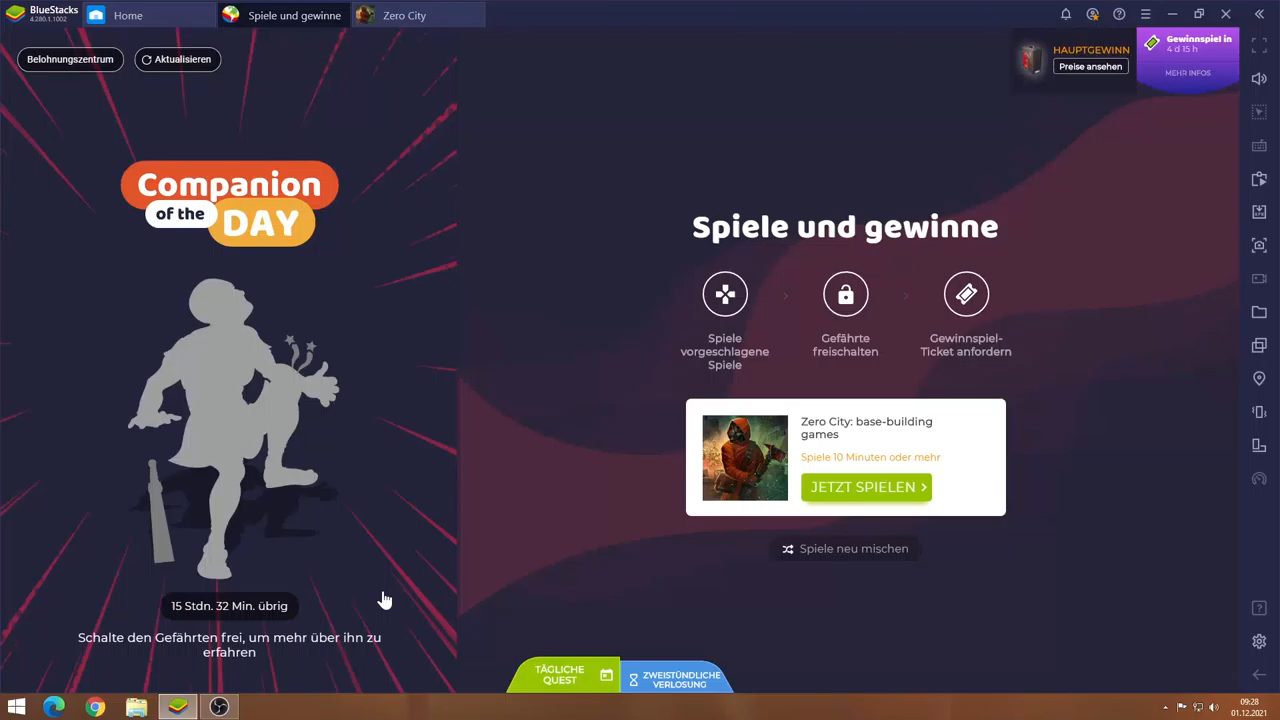 BlueStacks
4.280.1.1002
Home
Spiele und gewinne
Zero City
Belohnungszentrum
Aktualisieren
HAUPTGEWINN
Preise ansehen
Gewinnspiel in
4 d 15 h
MEHR INFOS
Companion
of the
DAY
15 Stdn. 32 Min. übrig
Schalte den Gefährten frei, um mehr über ihn zu
erfahren
Spiele und gewinne
Spiele
vorgeschlagene
Spiele
Gefährte
freischalten
Gewinnspiel-
Ticket anfordern
Zero City: base-building
games
Spiele 10 Minuten oder mehr
JETZT SPIELEN
Spiele neu mischen
TÄGLICHE
QUEST
ZWEISTÜNDLICHE
VERLOSUNG
09:28
01.12.2021